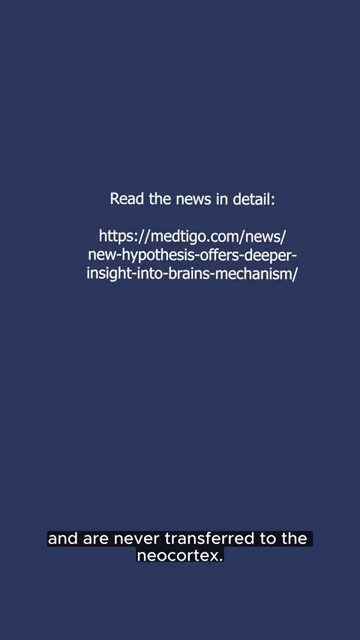 Read the news in detail:
https://medtigo.com/news/
new-hypothesis-offers-deeper-
insight-into-brains-mechanism/
and are never transferred to the
neocortex.